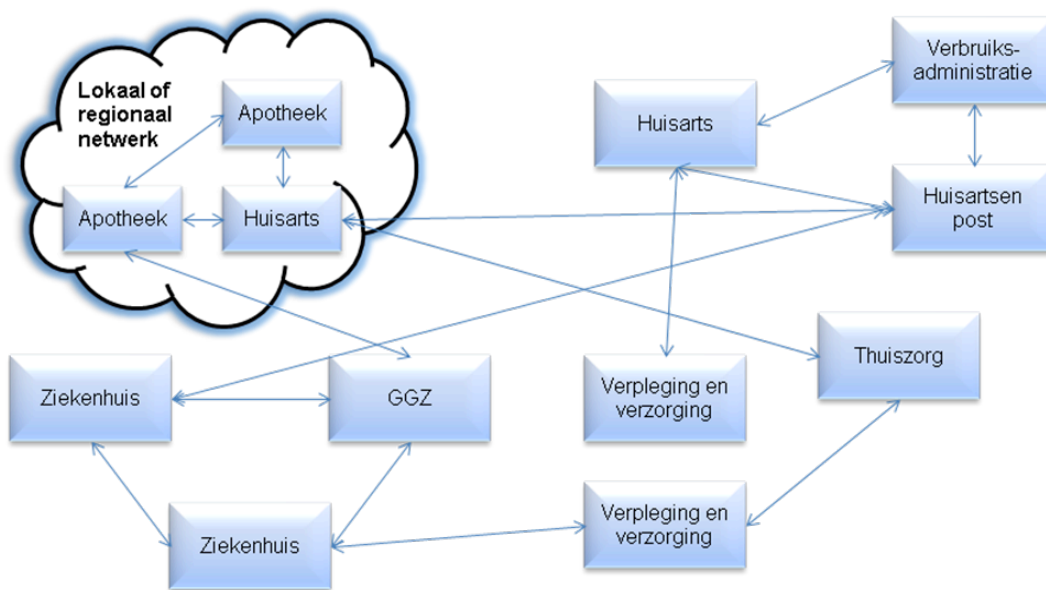 Lokaal of
regionaal
netwerk
Apotheek
Apotheek
Huisarts
Huisarts
Verbruiks-
administratie
Huisartsen
post
Thuiszorg
Ziekenhuis
GGZ
Verpleging en
verzorging
Ziekenhuis
Verpleging en
verzorging